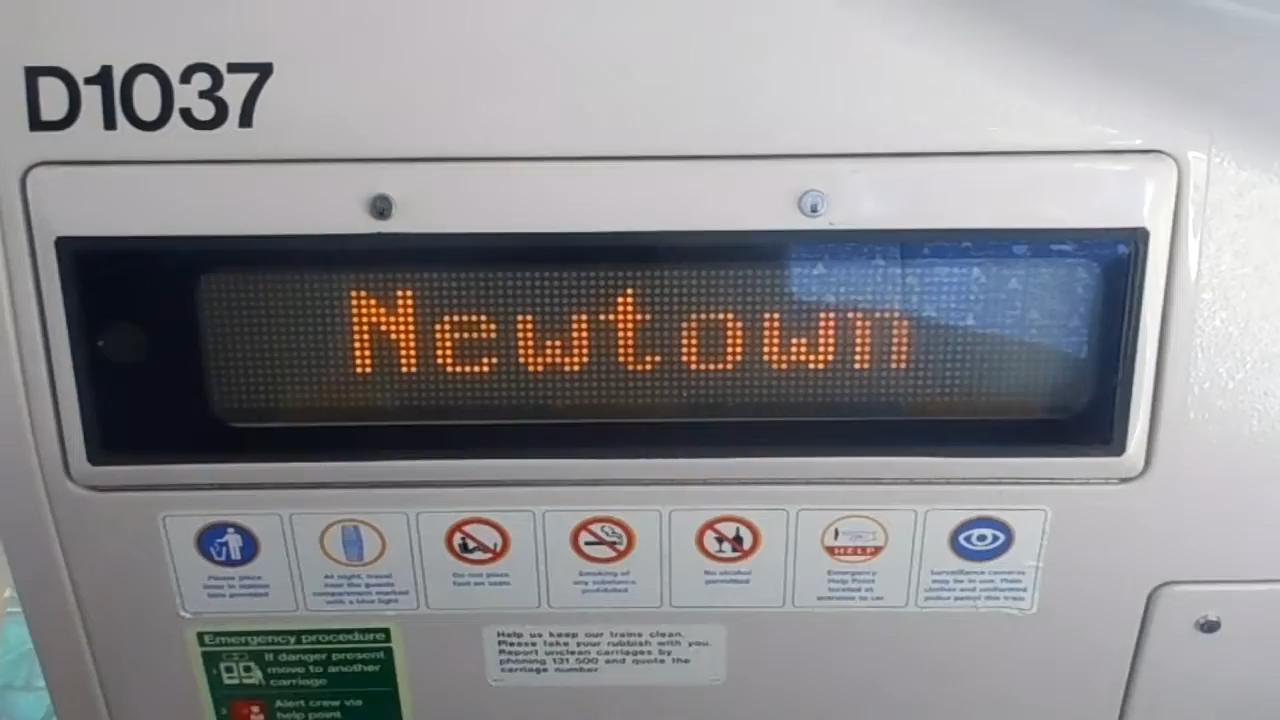 D1037
Newtown
Please place
litter in station
bins provided
At night, travel
near the guards
compartment marked
with a blue light
Do not place
feet on seats
Smoking of
any substance
prohibited
No alcohol
permitted
HELP
Emergency
Help Point
located at
entrance to car
Surveillance cameras
may be in use. Plain
clothes and uniformed
police patrol this train
Emergency procedure
If danger present
move to another
carriage
Alert crew via
help point
Help us keep our trains clean.
Please take your rubbish with you.
Report unclean carriages by
phoning 131 500 and quote the
carriage number